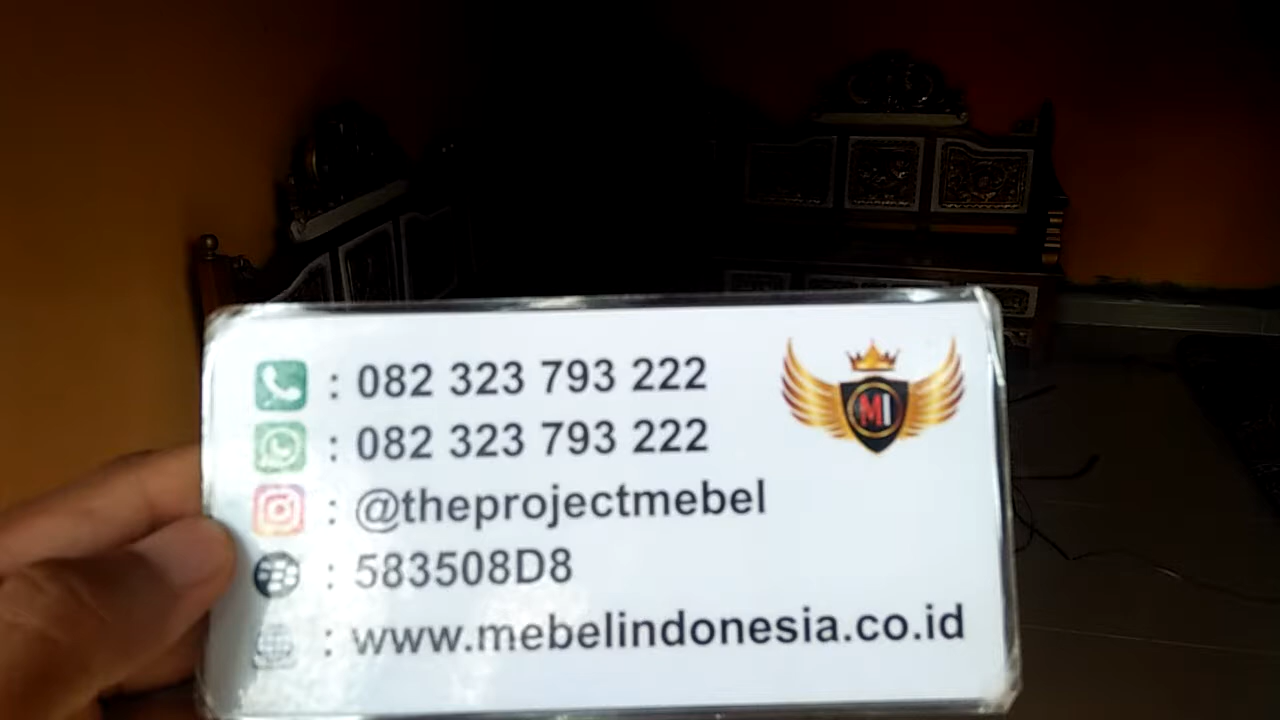 : 082 323 793 222
: 082 323 793 222
: @theprojectmebel
: 583508D8
: www.mebelindonesia.co.id
MI